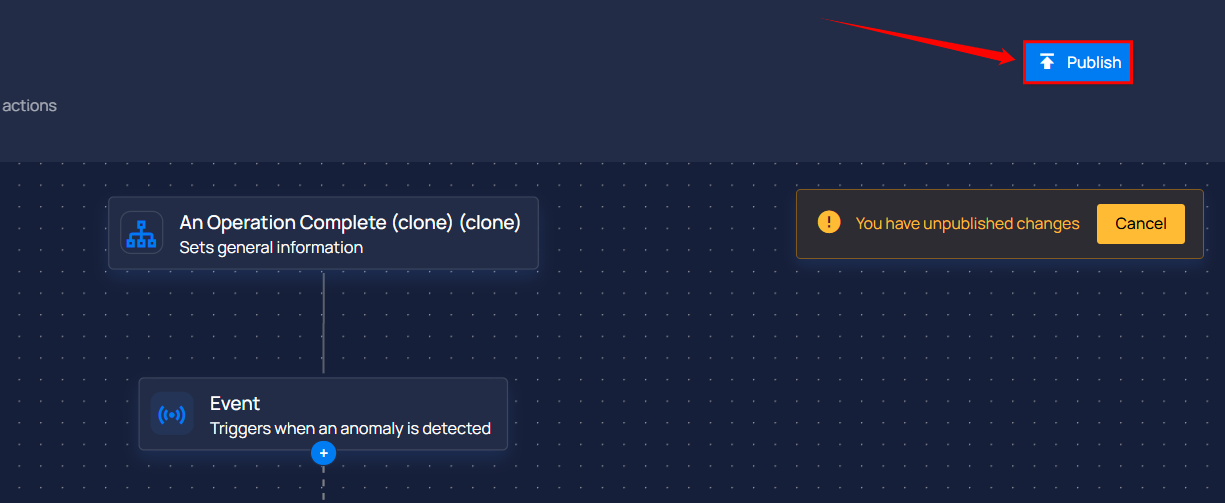 Publish
actions
An Operation Complete (clone) (clone)
Sets general information
You have unpublished changes
Cancel
Event
Triggers when an anomaly is detected